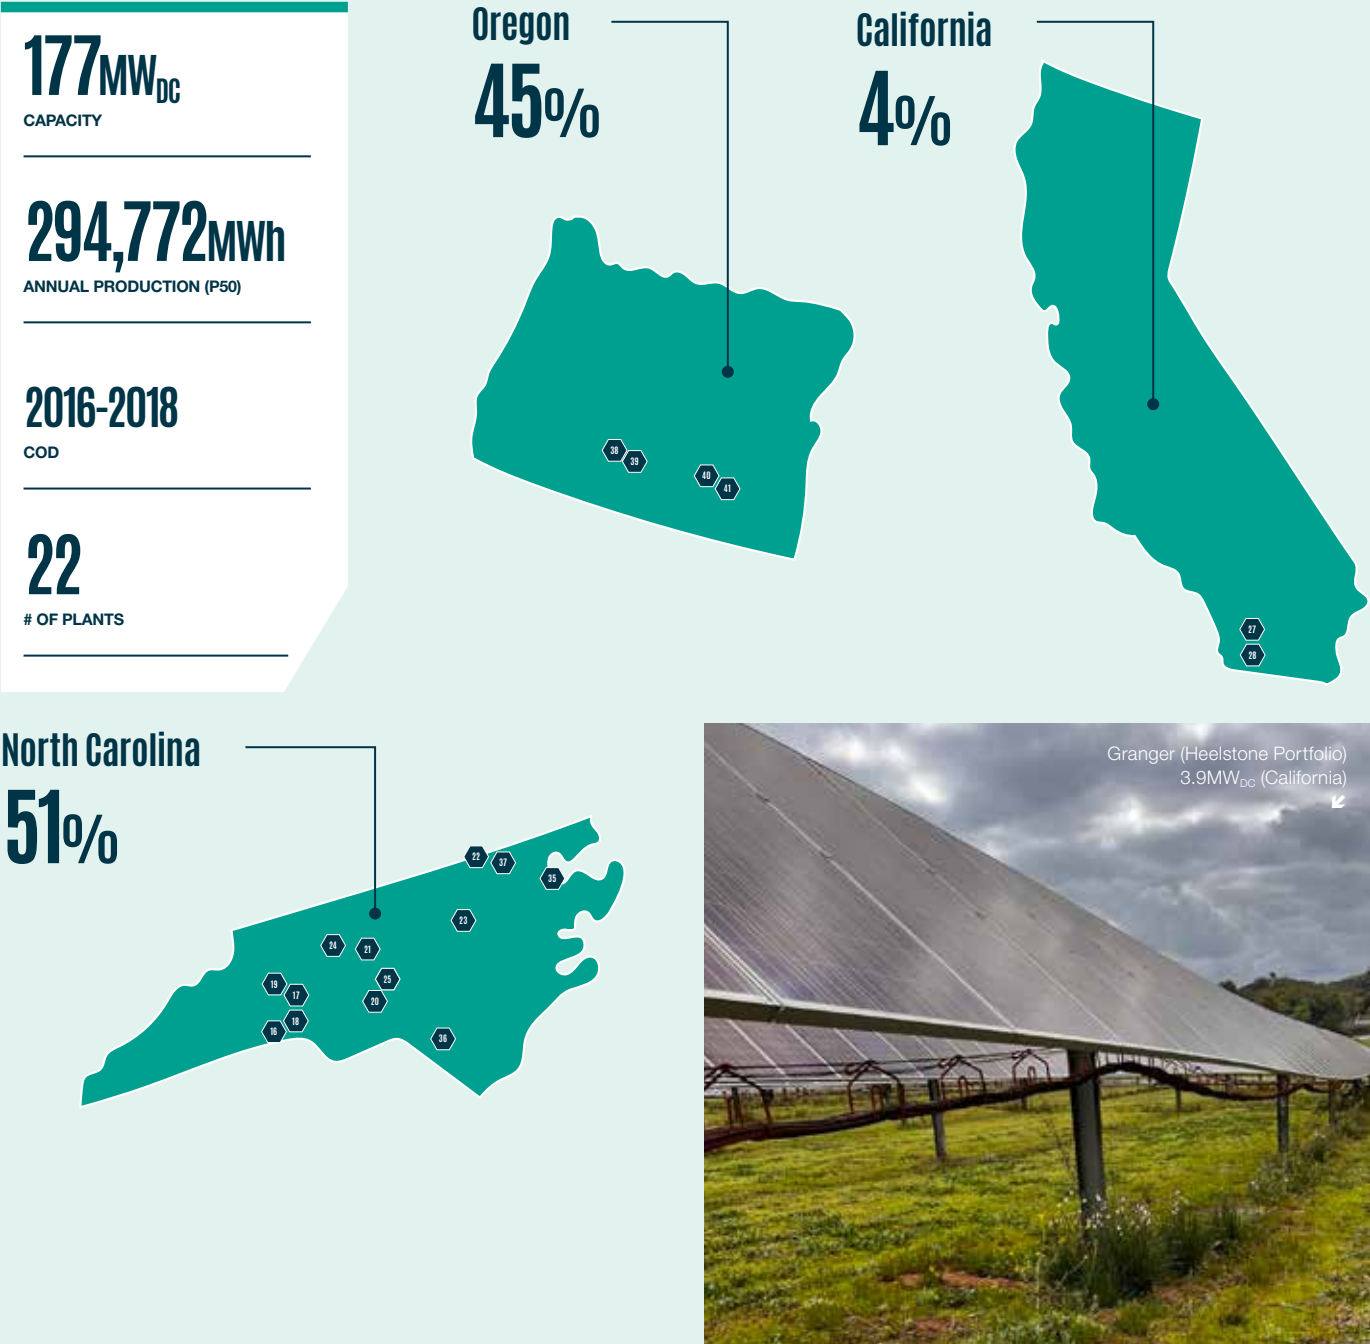 177MWDC
CAPACITY
294,772MWh
ANNUAL PRODUCTION (P50)
2016-2018
COD
22
# OF PLANTS
Oregon
45%
38
39
40
41
California
4%
27
28
North Carolina
51%
22
37
35
23
24
21
25
19
17
20
18
16
36
Granger (Heelstone Portfolio)
3.9MWDC (California)